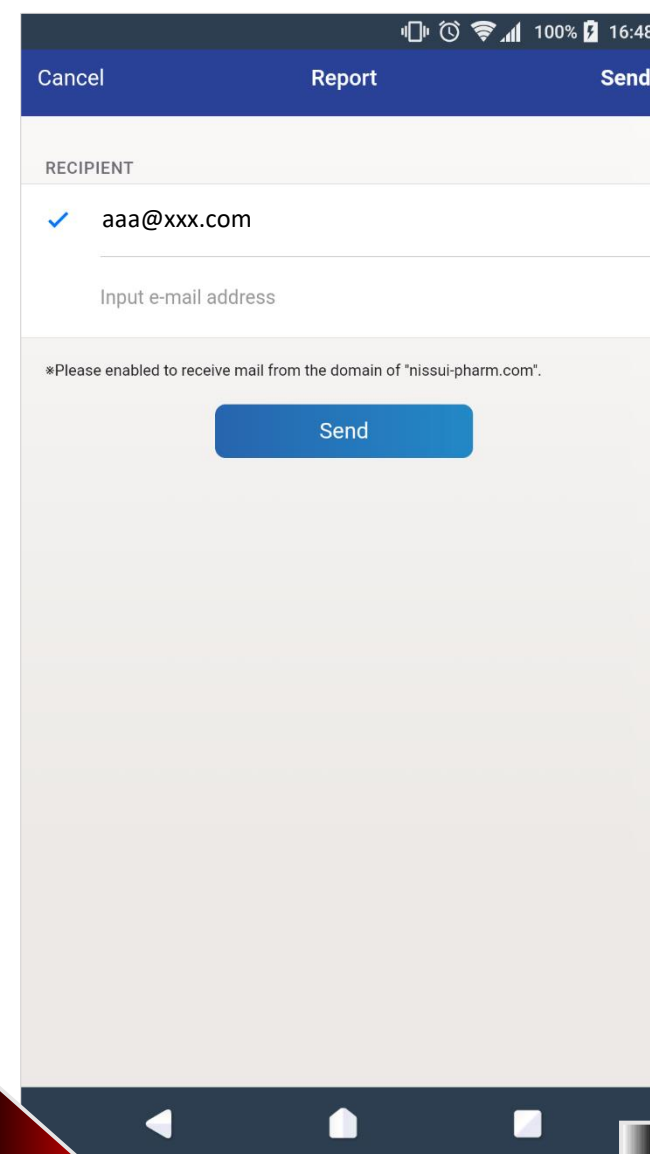 100% 16:48
Cancel Report Send
RECIPIENT
aaa@xxx.com
Input e-mail address
※Please enabled to receive mail from the domain of "nissui-pharm.com".
Send